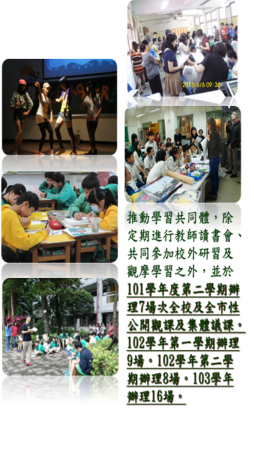 2013/6/6 09:30
推動學習共同體，除
定期進行教師讀書會、
共同參加校外研習及
觀摩學習之外，並於
101學年度第二學期辦
理7場次全校及全市性
公開觀課及集體議課。
102學年第一學期辦理
9場。102學年第二學
期辦理8場。103學年
辦理16場。